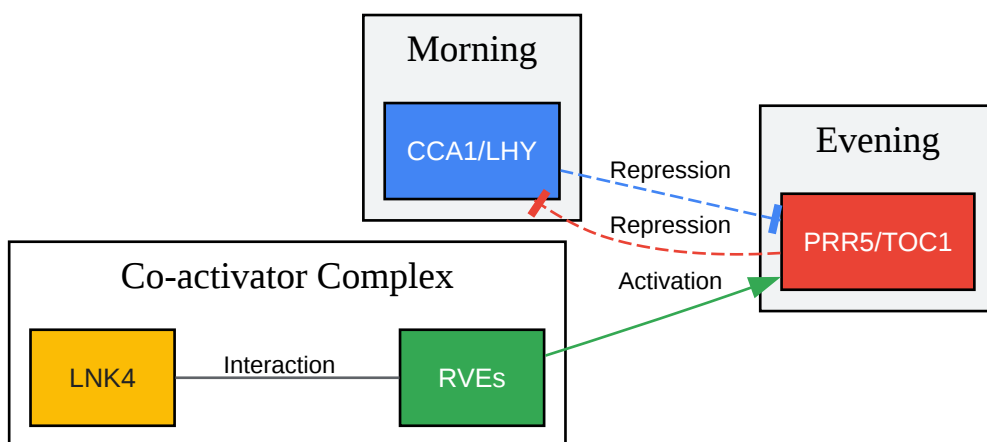 Morning
CCA1/LHY
Repression
Evening
Repression
PRR5/TOC1
Co-activator Complex
Activation
LNK4
Interaction
RVEs